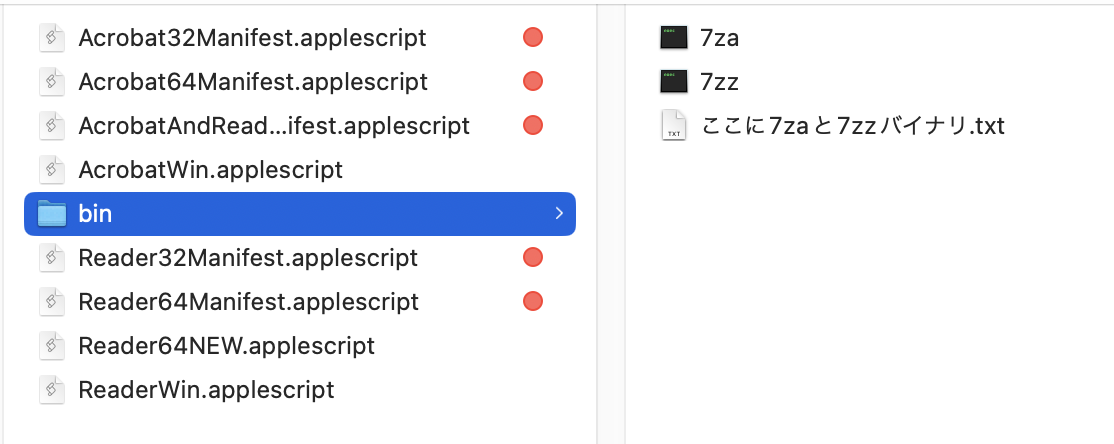 Acrobat32Manifest.applescript
Acrobat64Manifest.applescript
AcrobatAndRead...ifest.applescript
AcrobatWin.applescript
bin
Reader32Manifest.applescript
Reader64Manifest.applescript
Reader64NEW.applescript
ReaderWin.applescript
7za
7zz
ここに7zaと7zzバイナリ.txt